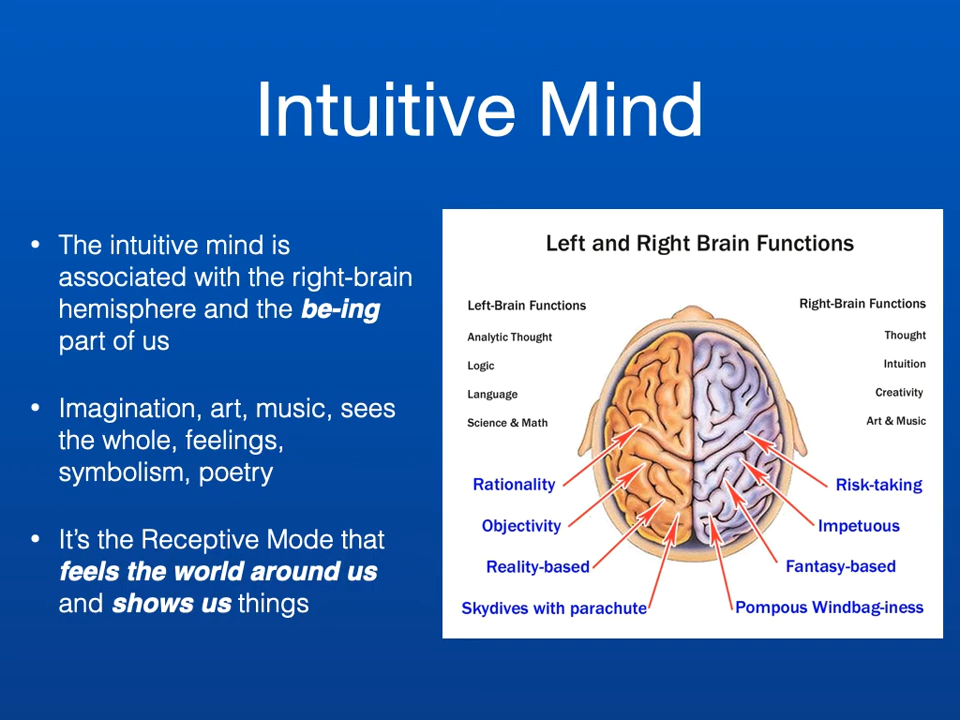 Intuitive Mind
• The intuitive mind is
associated with the right-brain
hemisphere and the be-ing
part of us
• Imagination, art, music, sees
the whole, feelings,
symbolism, poetry
• It's the Receptive Mode that
feels the world around us
and shows us things
Left and Right Brain Functions
Left-Brain Functions
Analytic Thought
Logic
Language
Science & Math
Rationality
Objectivity
Reality-based
Skydives with parachute
Right-Brain Functions
Thought
Intuition
Creativity
Art & Music
Risk-taking
Impetuous
Fantasy-based
Pompous Windbag-iness